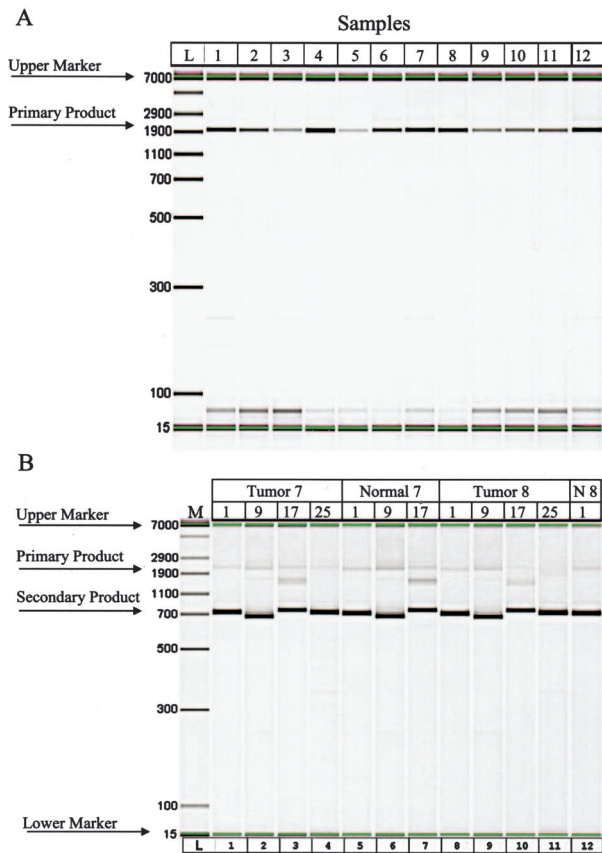 A
Samples
L 1 2 3 4 5 6 7 8 9 10 11 12
Upper Marker
7000
Primary Product
2900
1900
1100
700
500
300
100
15
B
Tumor 7 Normal 7 Tumor 8 N 8
M 1 9 17 25 1 9 17 1 9 17 25 1
Upper Marker
7000
Primary Product
2900
1900
Secondary Product
1100
700
500
300
100
Lower Marker
15
L 1 2 3 4 5 6 7 8 9 10 11 12